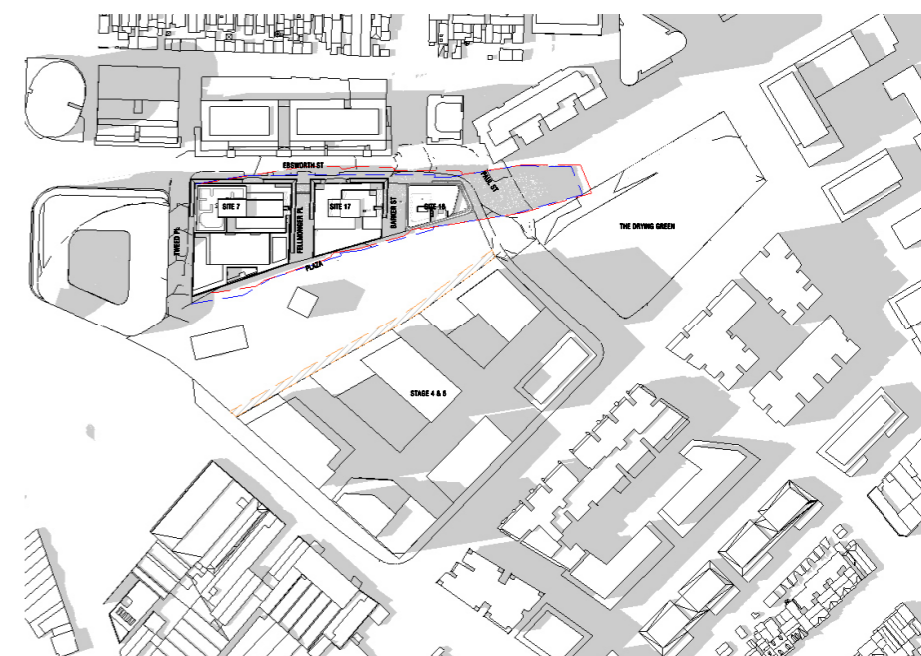 EBSWORTH ST
SITE 7
SITE 17
SITE 18
TWEED PL
FELLMONGER PL
BARKER ST
PAUL ST
PLAZA
THE DRYING GREEN
STAGE 4 & 5